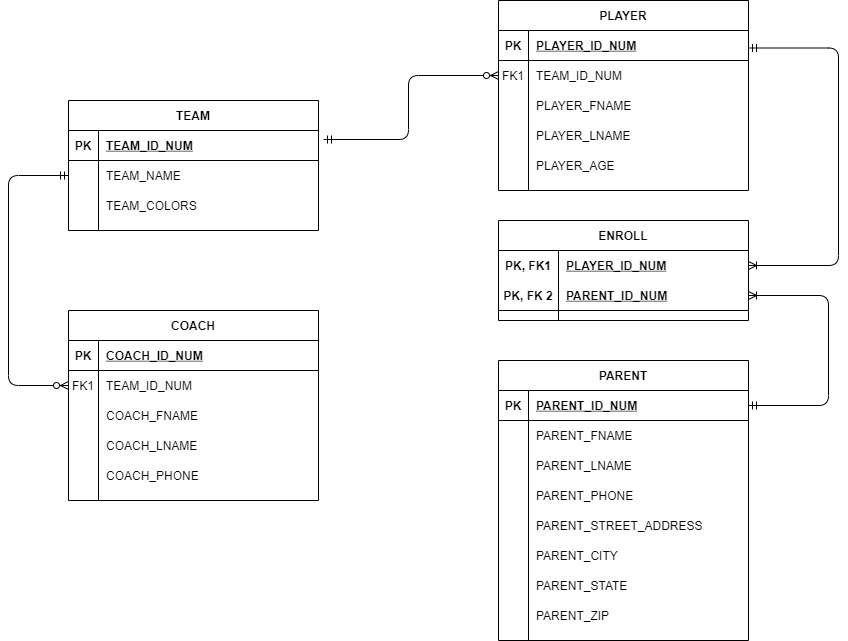 PLAYER
PK PLAYER_ID_NUM
FK1 TEAM_ID_NUM
PLAYER_FNAME
PLAYER_LNAME
PLAYER_AGE
TEAM
PK TEAM_ID_NUM
TEAM_NAME
TEAM_COLORS
ENROLL
PK, FK1 PLAYER_ID_NUM
PK, FK 2 PARENT_ID_NUM
COACH
PK COACH_ID_NUM
FK1 TEAM_ID_NUM
COACH_FNAME
COACH_LNAME
COACH_PHONE
PARENT
PK PARENT_ID_NUM
PARENT_FNAME
PARENT_LNAME
PARENT_PHONE
PARENT_STREET_ADDRESS
PARENT_CITY
PARENT_STATE
PARENT_ZIP